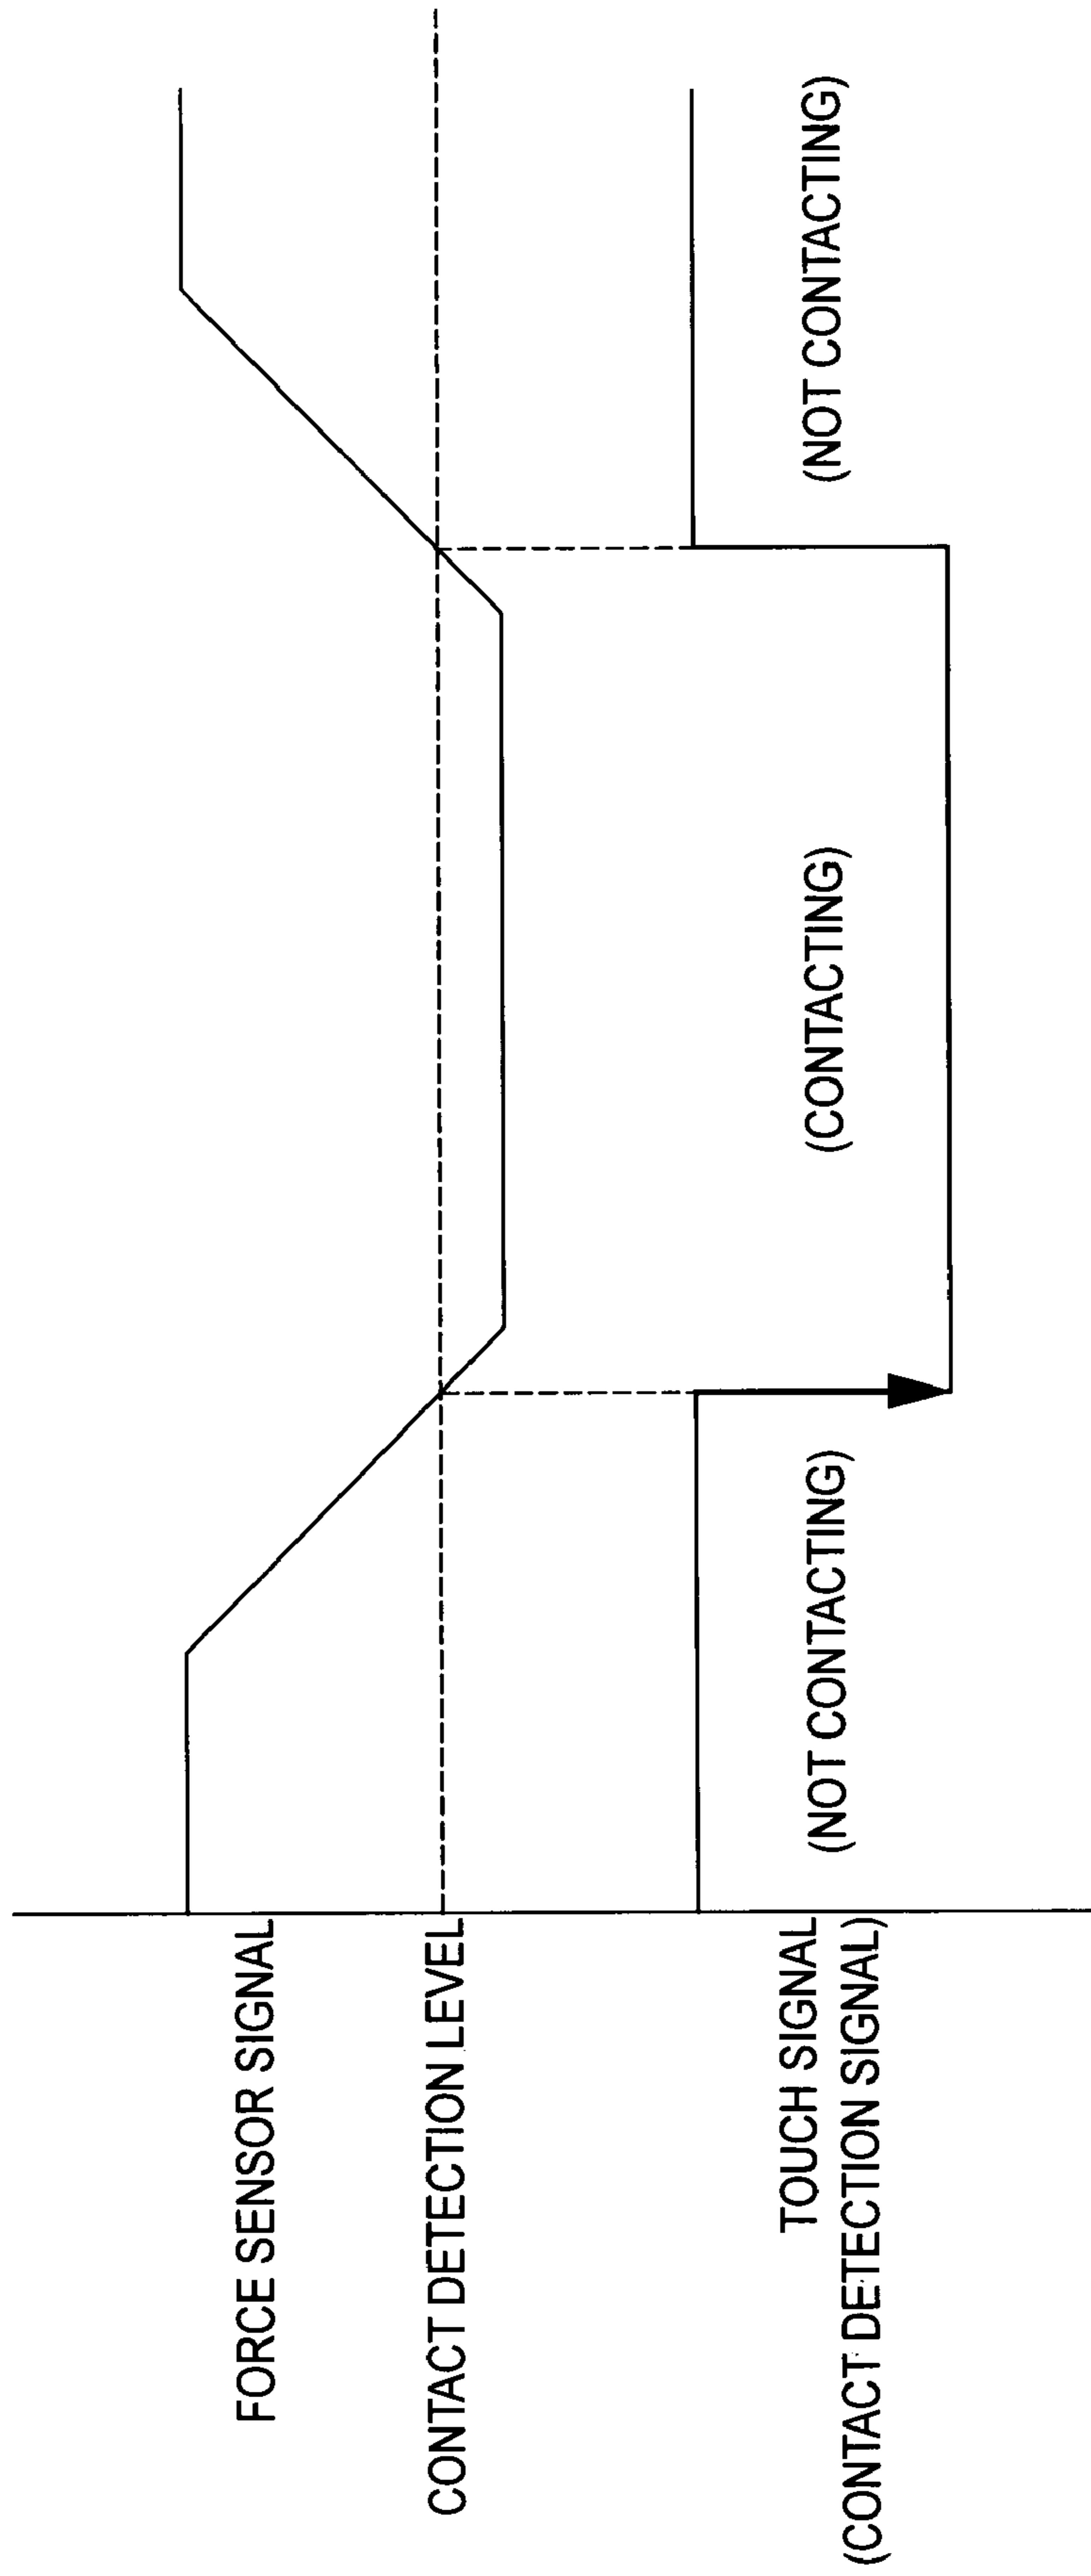 FORCE SENSOR SIGNAL
CONTACT DETECTION LEVEL
TOUCH SIGNAL
(CONTACT DETECTION SIGNAL)
(NOT CONTACTING)
(CONTACTING)
(NOT CONTACTING)